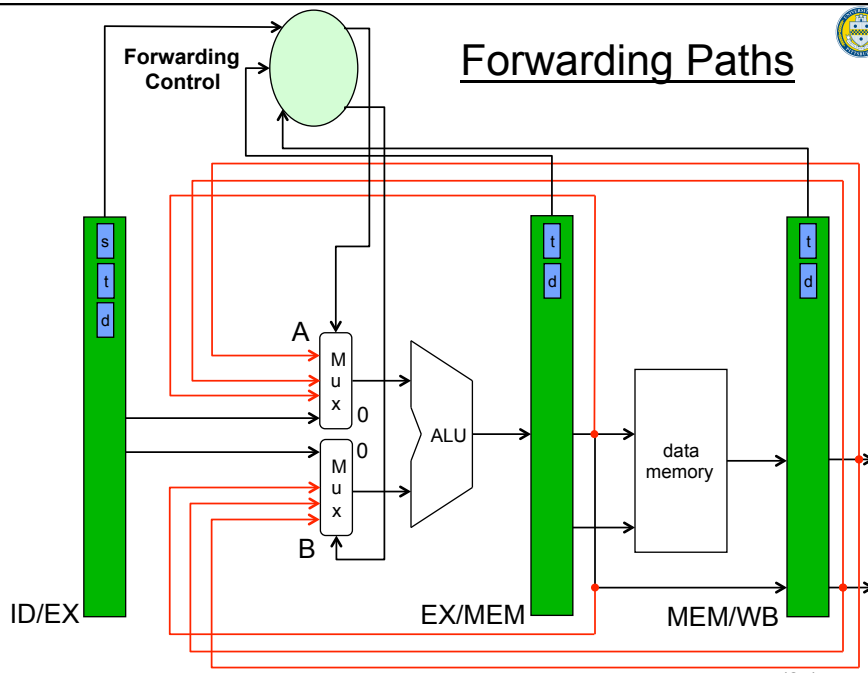 Forwarding Paths
Forwarding
Control
s
t
d
t
d
t
d
A
M
u
x
0
0
M
u
x
B
ALU
data
memory
ID/EX
EX/MEM
MEM/WB